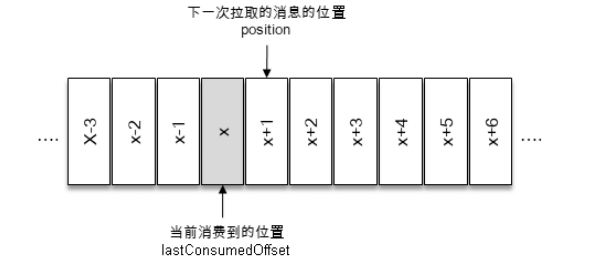 下一次拉取的消息的位置
position
....
X-3
x-2
x-1
x
x+1
x+2
x+3
x+4
x+5
x+6
....
当前消费到的位置
lastConsumedOffset